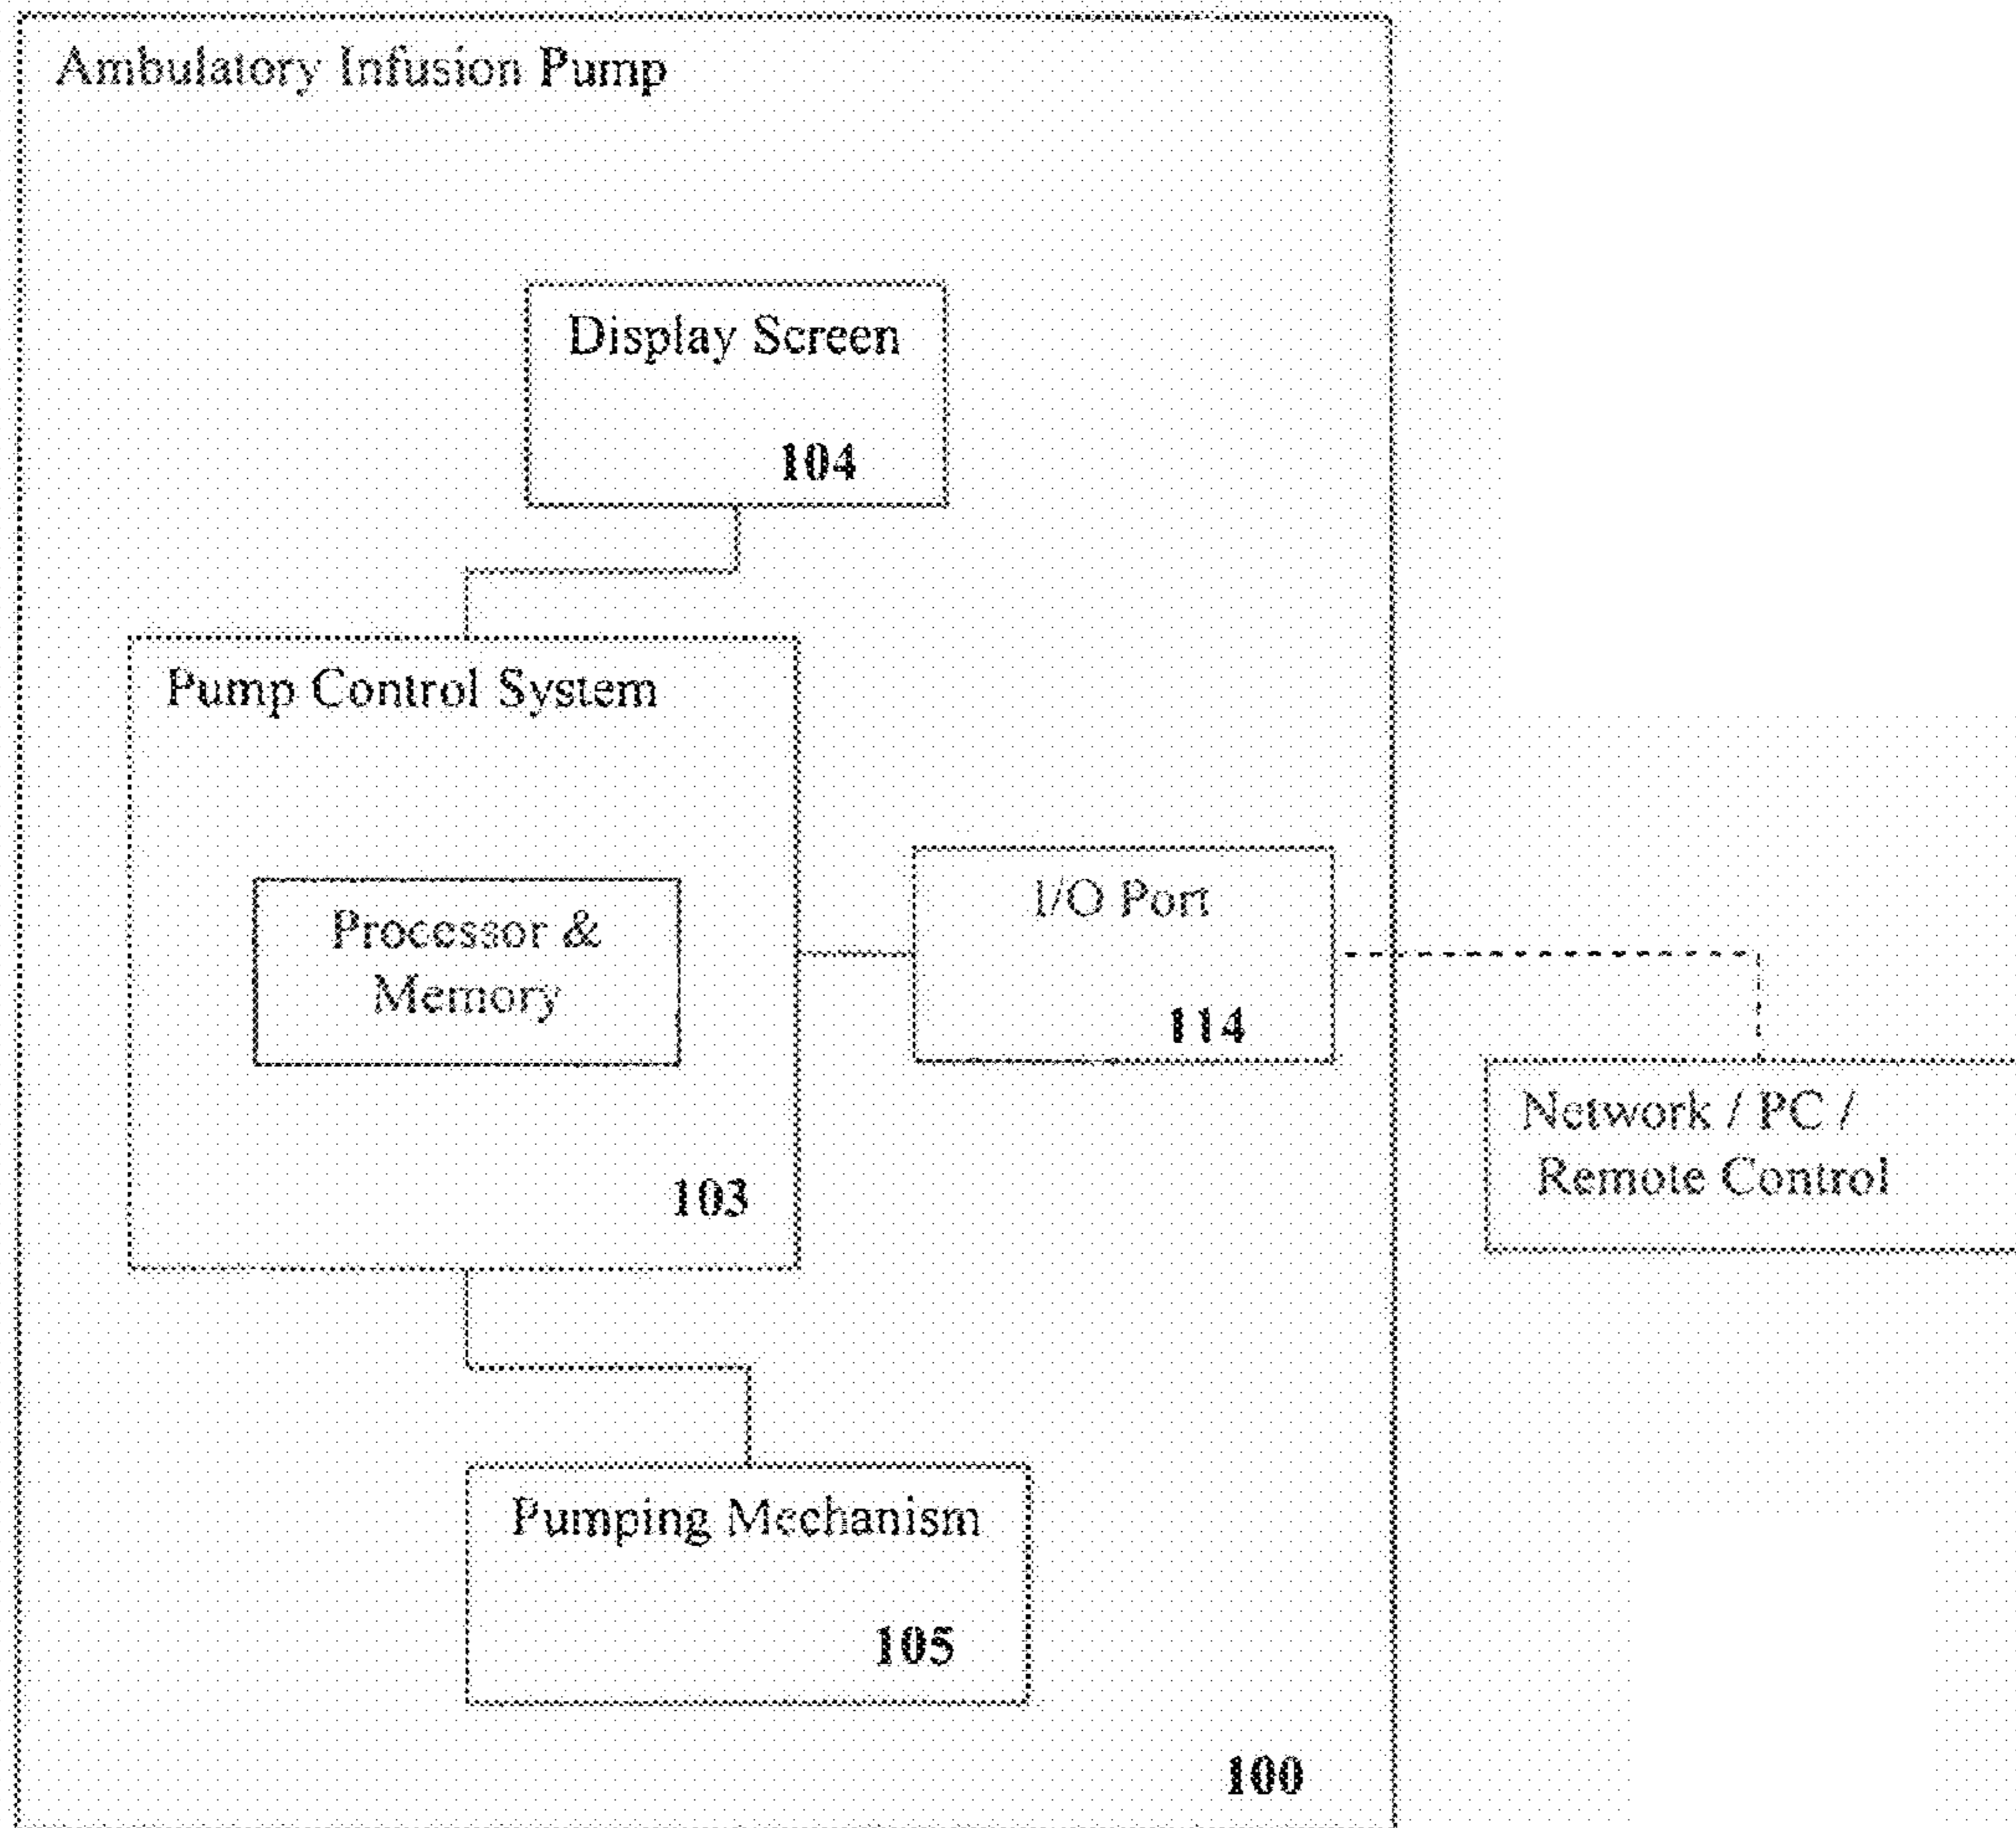 Ambulatory Infusion Pump
Display Screen
104
Pump Control System
Processor &
Memory
103
I/O Port
114
Network / PC /
Remote Control
Pumping Mechanism
105
100